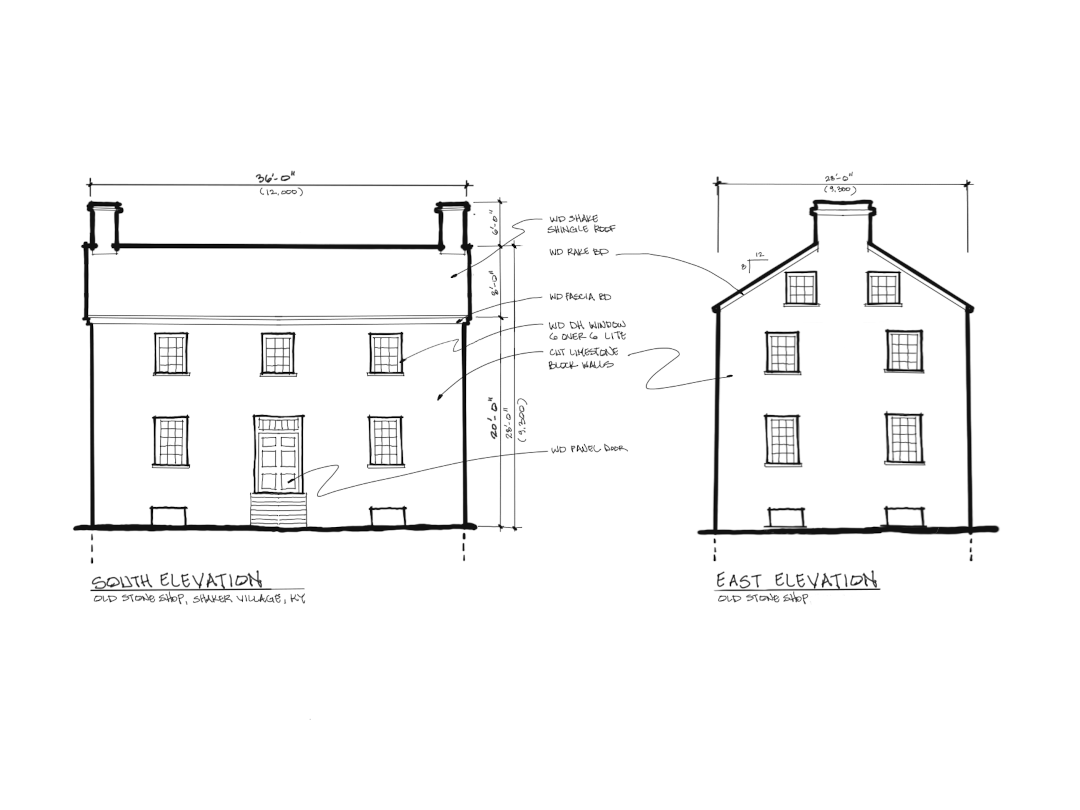 36'-0"
(12,000)
28'-0"
(9,300)
6'-0"
8'-0"
20'-0"
28'-0"
(9,300)
WD SHAKE
SHINGLE ROOF
WD RAKE BD
12
8
WD FASCIA BD
WD DH WINDOW
6 OVER 6 LITE
CUT LIMESTONE
BLOCK WALLS
WD PANEL DOOR
SOUTH ELEVATION
OLD STONE SHOP, SHAKER VILLAGE, KY
EAST ELEVATION
OLD STONE SHOP